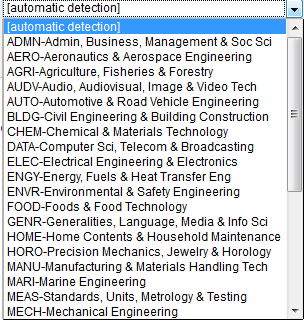 [automatic detection]
[automatic detection]
ADMN-Admin, Business, Management & Soc Sci
AERO-Aeronautics & Aerospace Engineering
AGRI-Agriculture, Fisheries & Forestry
AUDV-Audio, Audiovisual, Image & Video Tech
AUTO-Automotive & Road Vehicle Engineering
BLDG-Civil Engineering & Building Construction
CHEM-Chemical & Materials Technology
DATA-Computer Sci, Telecom & Broadcasting
ELEC-Electrical Engineering & Electronics
ENGY-Energy, Fuels & Heat Transfer Eng
ENVR-Environmental & Safety Engineering
FOOD-Foods & Food Technology
GENR-Generalities, Language, Media & Info Sci
HOME-Home Contents & Household Maintenance
HORO-Precision Mechanics, Jewelry & Horology
MANU-Manufacturing & Materials Handling Tech
MARI-Marine Engineering
MEAS-Standards, Units, Metrology & Testing
MECH-Mechanical Engineering